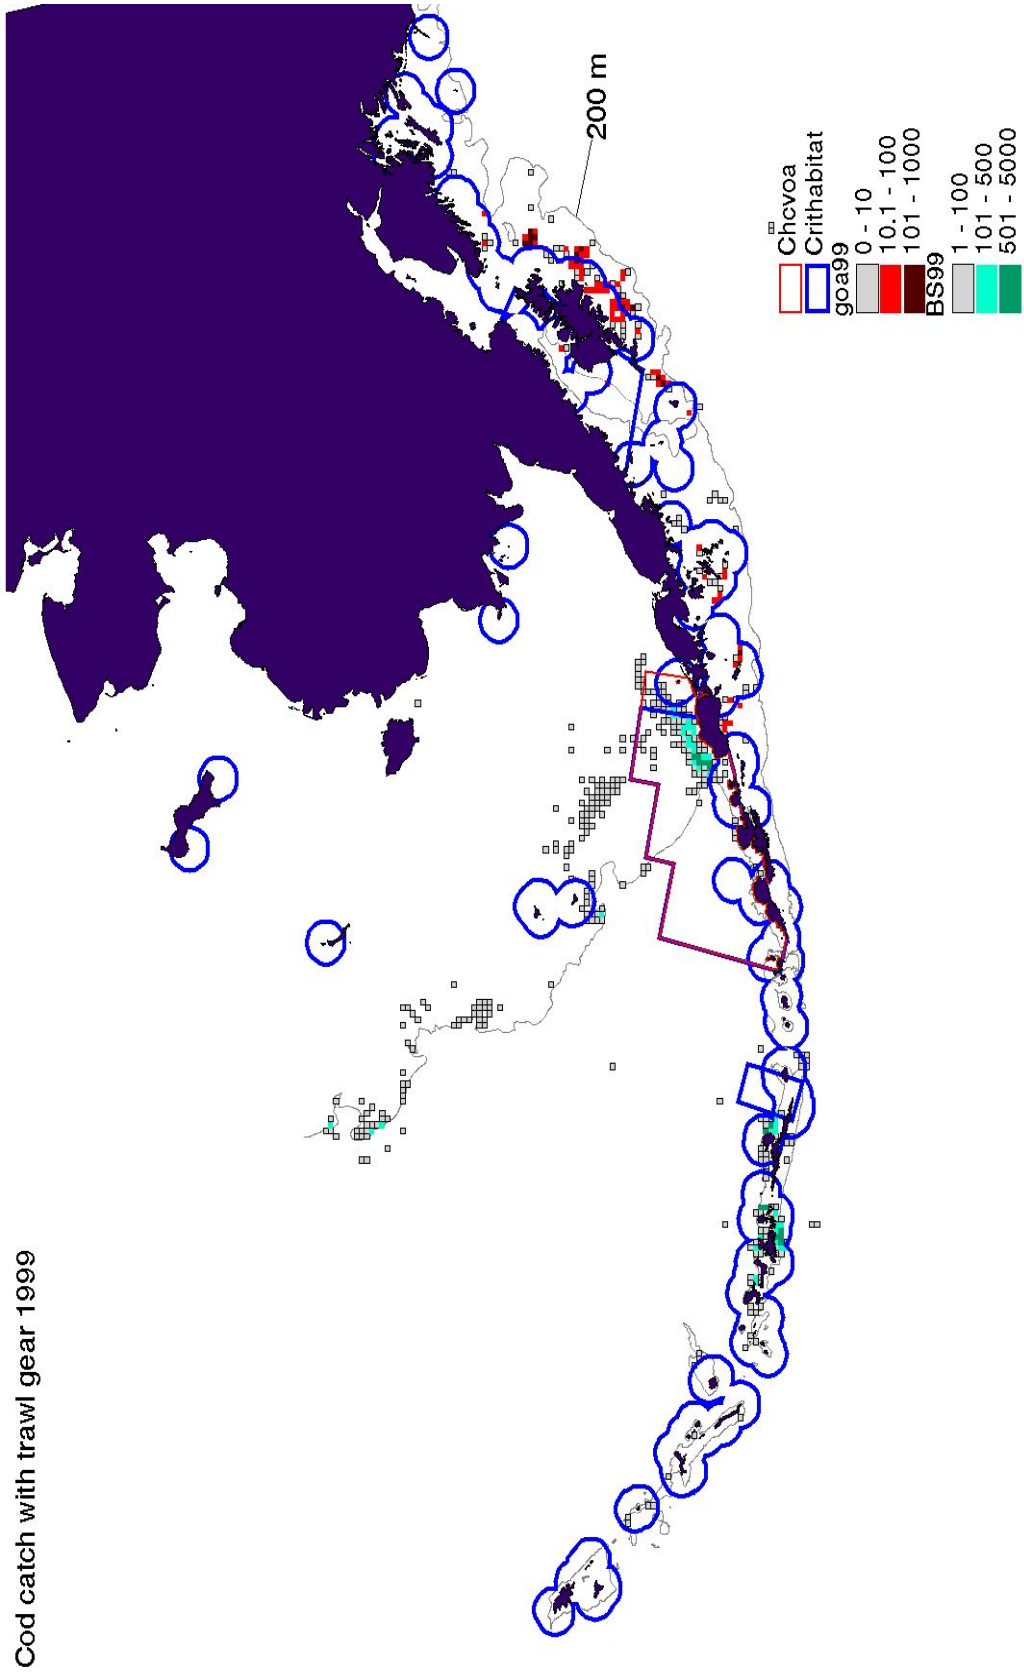 Cod catch with trawl gear 1999
200 m
Chcvoa
Crithabitat
goa99
0 - 10
10.1 - 100
101 - 1000
BS99
1 - 100
101 - 500
501 - 5000